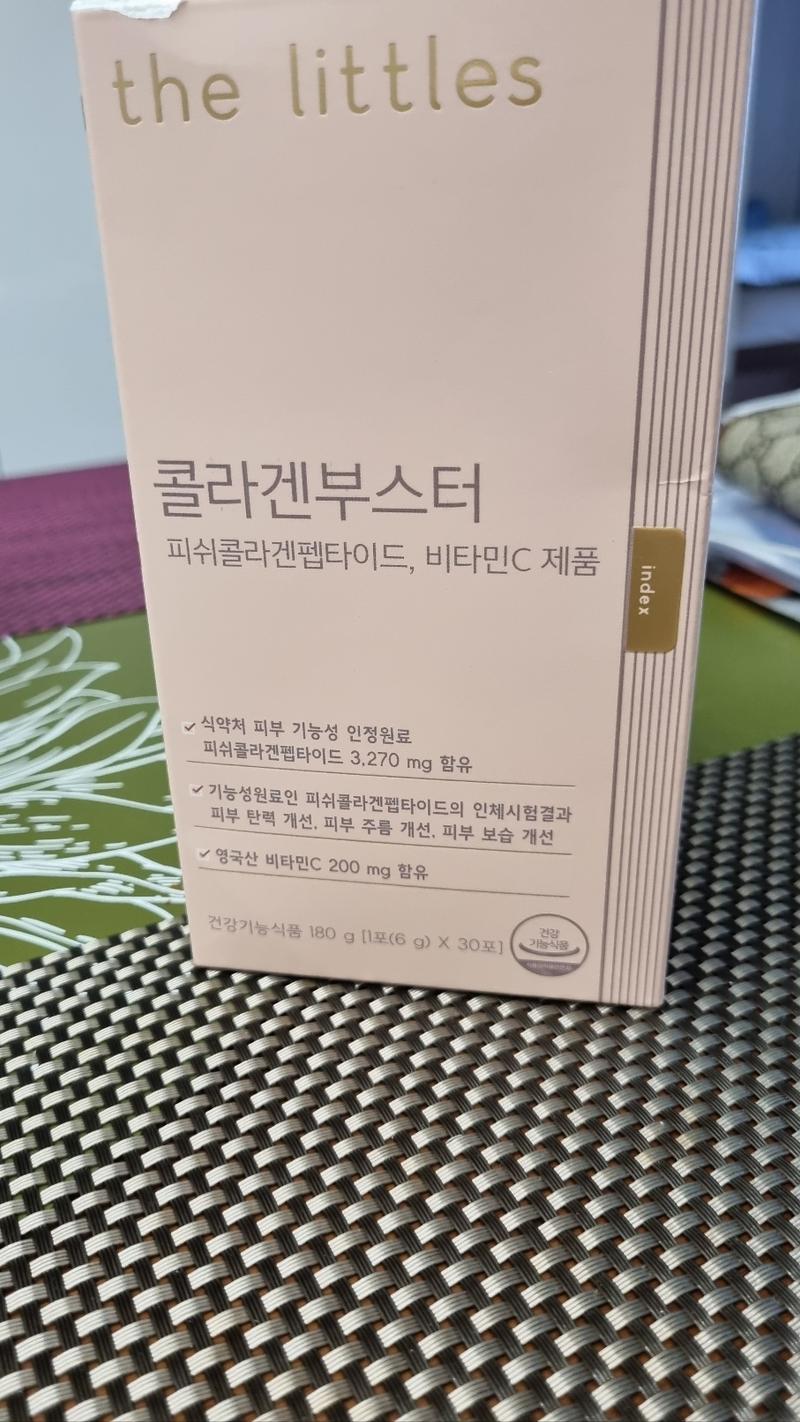 the littles
콜라겐부스터
피쉬콜라겐펩타이드, 비타민C 제품
index
식약처 피부 기능성 인정원료
피쉬콜라겐펩타이드 3,270 mg 함유
기능성원료인 피쉬콜라겐펩타이드의 인체시험결과
피부 탄력 개선, 피부 주름 개선, 피부 보습 개선
영국산 비타민C 200 mg 함유
건강기능식품 180 g [1포(6 g) X 30포]
건강
기능식품